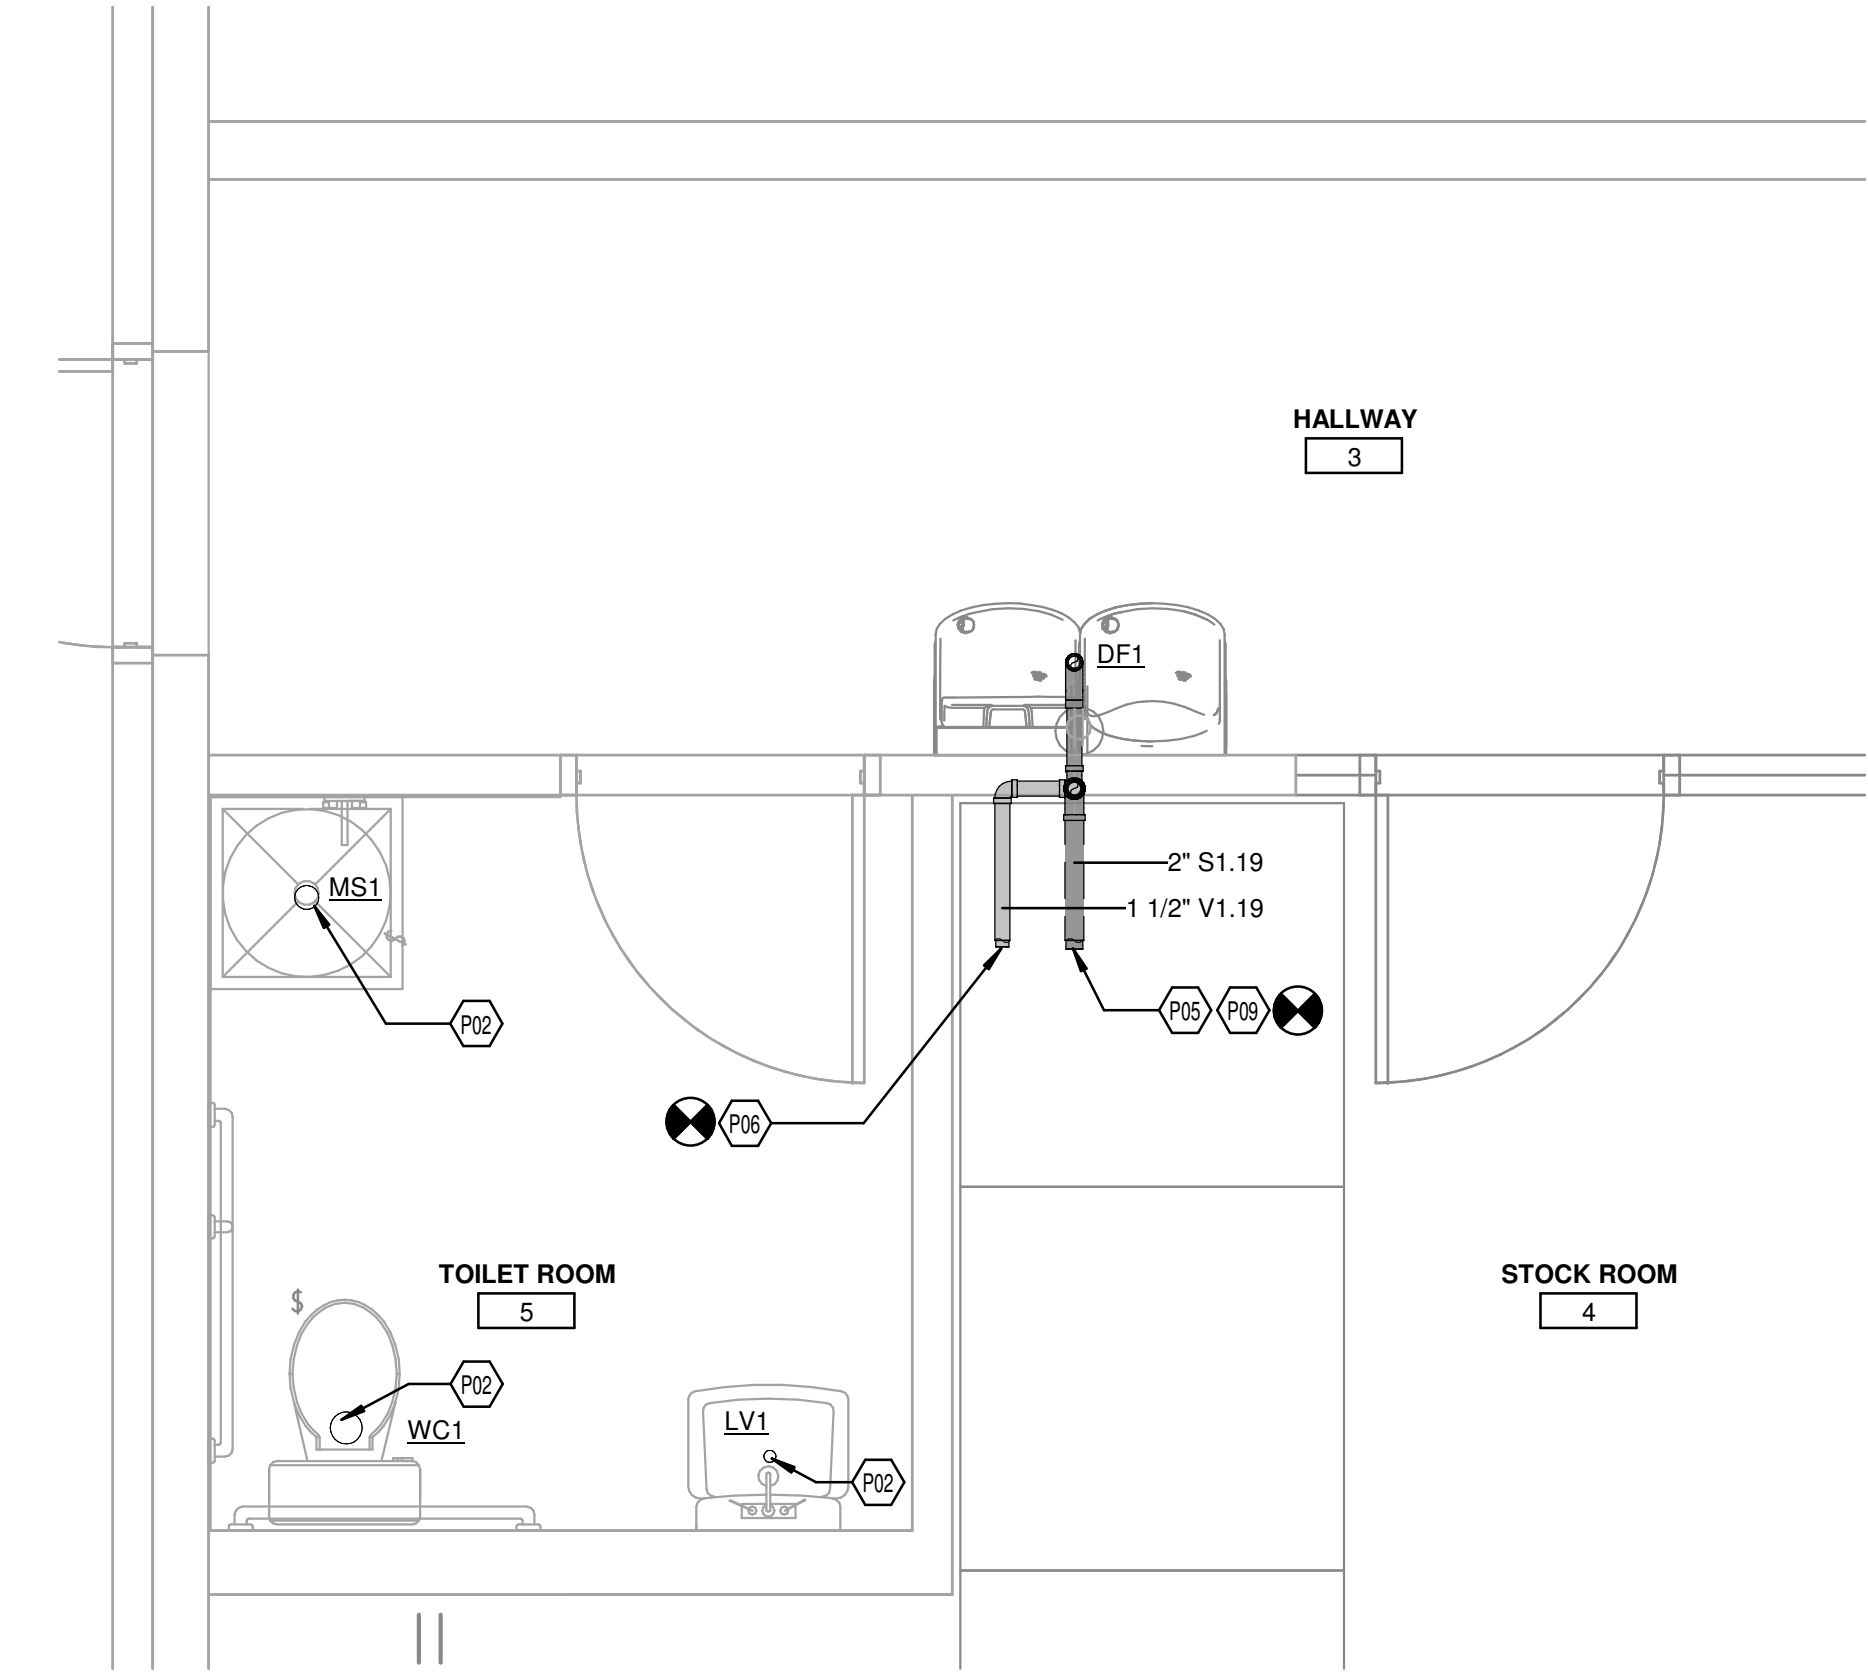 HALLWAY
3
DF1
2" S1.19
MS1
1 1/2" V1.19
P02
P05
P09
P06
TOILET ROOM
5
STOCK ROOM
4
$
$
P02
WC1
LV1
P02